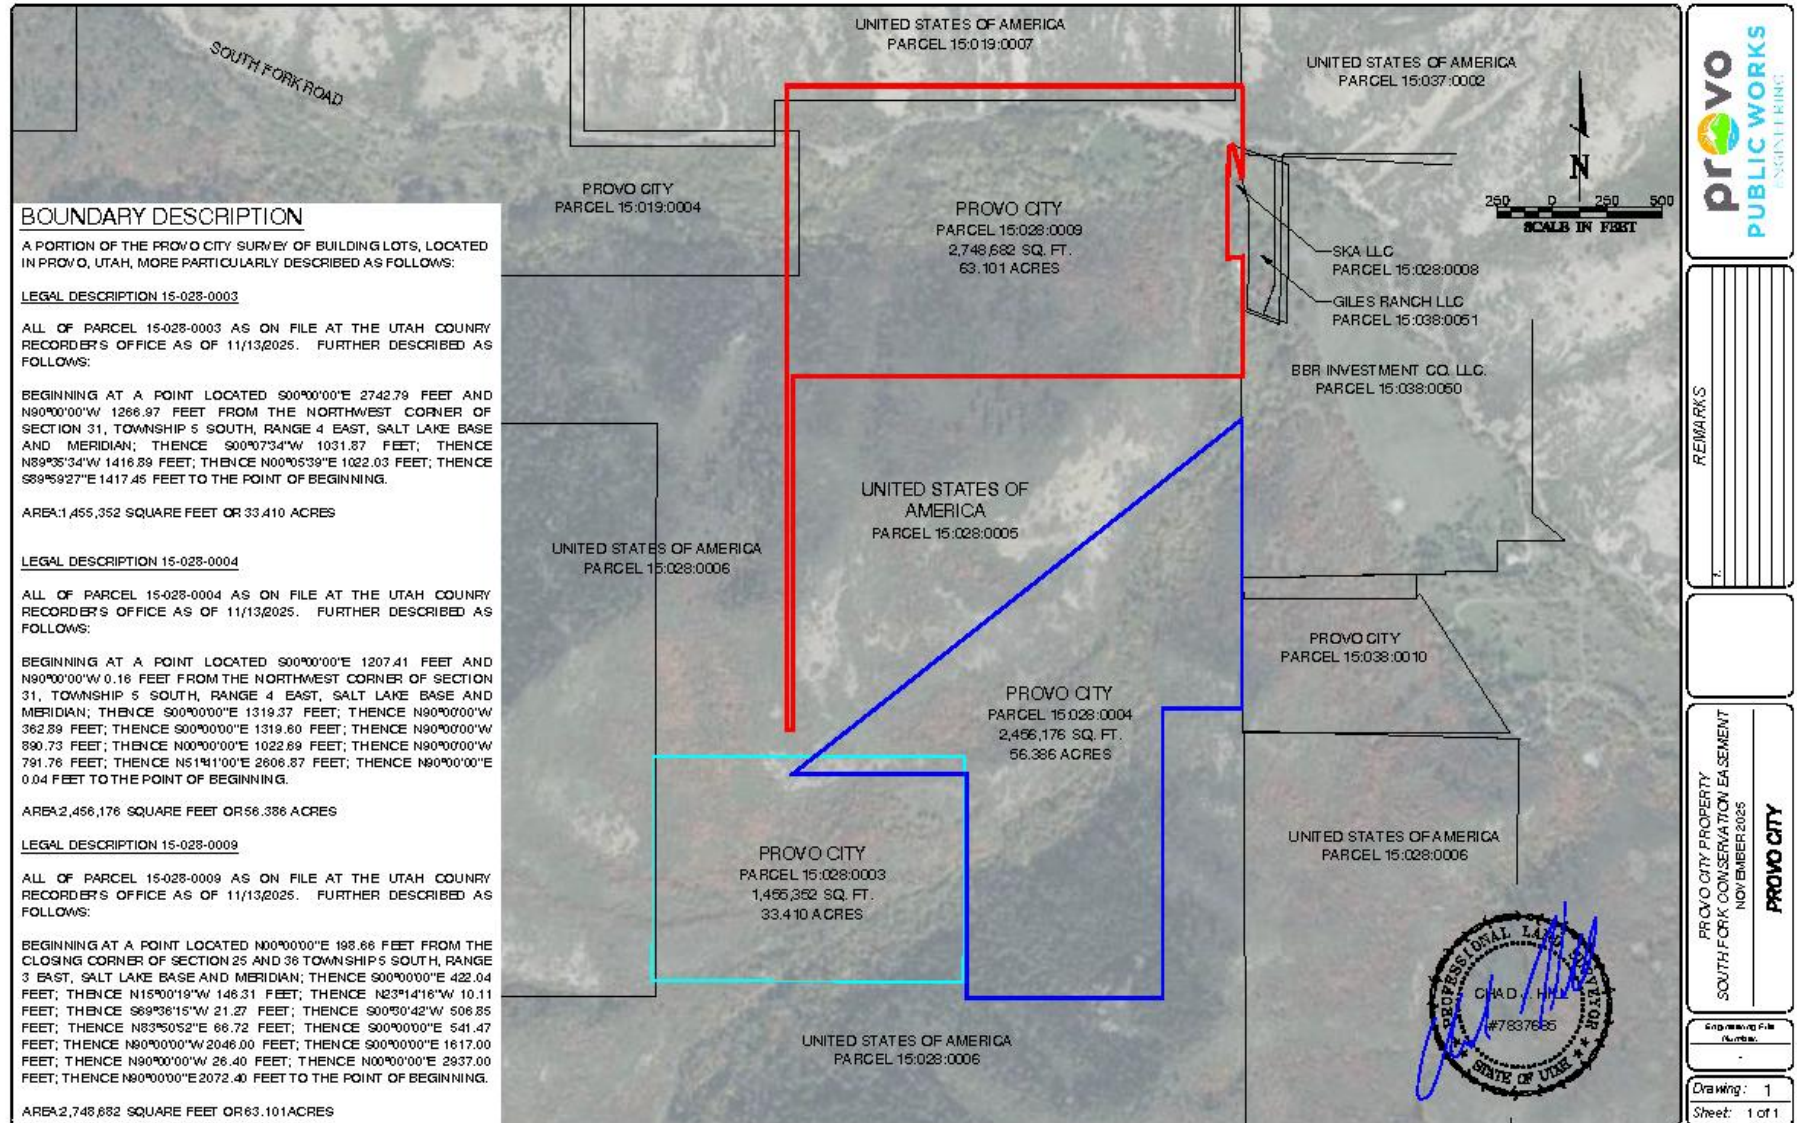 SOUTH FORK ROAD
UNITED STATES OF AMERICA
PARCEL 15:019:0007
UNITED STATES OF AMERICA
PARCEL 15:037:0002
PROVO CITY
PARCEL 15:019:0004
PROVO CITY
PARCEL 15:028:0009
2,748,682 SQ. FT.
63.101 ACRES
N
250 0 250 500
SCALE IN FEET
SKA LLC
PARCEL 15:028:0008
GILES RANCH LLC
PARCEL 15:038:0051
BBR INVESTMENT CO. LLC.
PARCEL 15:038:0050
BOUNDARY DESCRIPTION
A PORTION OF THE PROVO CITY SURVEY OF BUILDING LOTS, LOCATED
IN PROVO, UTAH, MORE PARTICULARLY DESCRIBED AS FOLLOWS:
LEGAL DESCRIPTION 15-028-0003
ALL OF PARCEL 15-028-0003 AS ON FILE AT THE UTAH COUNRY
RECORDER'S OFFICE AS OF 11/13/2025. FURTHER DESCRIBED AS
FOLLOWS:
BEGINNING AT A POINT LOCATED S00°00'00"E 2742.79 FEET AND
N90°00'00"W 1266.97 FEET FROM THE NORTHWEST CORNER OF
SECTION 31, TOWNSHIP 5 SOUTH, RANGE 4 EAST, SALT LAKE BASE
AND MERIDIAN; THENCE S00°07'34"W 1031.87 FEET; THENCE
N89°35'34"W 1416.89 FEET; THENCE N00°05'39"E 1022.03 FEET; THENCE
S89°59'27"E 1417.45 FEET TO THE POINT OF BEGINNING.
AREA:1,455,352 SQUARE FEET OR 33.410 ACRES
LEGAL DESCRIPTION 15-028-0004
ALL OF PARCEL 15-028-0004 AS ON FILE AT THE UTAH COUNRY
RECORDER'S OFFICE AS OF 11/13/2025. FURTHER DESCRIBED AS
FOLLOWS:
BEGINNING AT A POINT LOCATED S00°00'00"E 1207.41 FEET AND
N90°00'00"W 0.16 FEET FROM THE NORTHWEST CORNER OF SECTION
31, TOWNSHIP 5 SOUTH, RANGE 4 EAST, SALT LAKE BASE AND
MERIDIAN; THENCE S00°00'00"E 1319.37 FEET; THENCE N90°00'00"W
362.89 FEET; THENCE S00°00'00"E 1319.60 FEET; THENCE N90°00'00"W
890.73 FEET; THENCE N00°00'00"E 1022.69 FEET; THENCE N90°00'00"W
791.76 FEET; THENCE N51°41'00"E 2606.87 FEET; THENCE N90°00'00"E
0.04 FEET TO THE POINT OF BEGINNING.
AREA:2,456,176 SQUARE FEET OR 56.386 ACRES
LEGAL DESCRIPTION 15-028-0009
ALL OF PARCEL 15-028-0009 AS ON FILE AT THE UTAH COUNRY
RECORDER'S OFFICE AS OF 11/13/2025. FURTHER DESCRIBED AS
FOLLOWS:
BEGINNING AT A POINT LOCATED N00°00'00"E 198.66 FEET FROM THE
CLOSING CORNER OF SECTION 25 AND 36 TOWNSHIP 5 SOUTH, RANGE
3 EAST, SALT LAKE BASE AND MERIDIAN; THENCE S00°00'00"E 422.04
FEET; THENCE N15°00'19"W 146.31 FEET; THENCE N23°14'16"W 10.11
FEET; THENCE S69°36'15"W 21.27 FEET; THENCE S00°30'42"W 506.85
FEET; THENCE N83°50'52"E 66.72 FEET; THENCE S00°00'00"E 541.47
FEET; THENCE N90°00'00"W 2046.00 FEET; THENCE S00°00'00"E 1617.00
FEET; THENCE N90°00'00"W 26.40 FEET; THENCE N00°00'00"E 2937.00
FEET; THENCE N90°00'00"E 2072.40 FEET TO THE POINT OF BEGINNING.
AREA:2,748,682 SQUARE FEET OR 63.101 ACRES
UNITED STATES OF
AMERICA
PARCEL 15:028:0005
UNITED STATES OF AMERICA
PARCEL 15:028:0006
PROVO CITY
PARCEL 15:038:0010
PROVO CITY
PARCEL 15:028:0004
2,456,176 SQ. FT.
56.386 ACRES
PROVO CITY
PARCEL 15:028:0003
1,455,352 SQ. FT.
33.410 ACRES
UNITED STATES OF AMERICA
PARCEL 15:028:0006
UNITED STATES OF AMERICA
PARCEL 15:028:0006
PROFESSIONAL LAND
CHAD
STATE OF UTAH
provo
PUBLIC WORKS
ENGINEERING
REMARKS
1.
PROVO CITY PROPERTY
SOUTH FORK CONSERVATION EASEMENT
NOVEMBER 2025
PROVO CITY
Engineering File
Number.
-
Drawing: 1
Sheet: 1 of 1